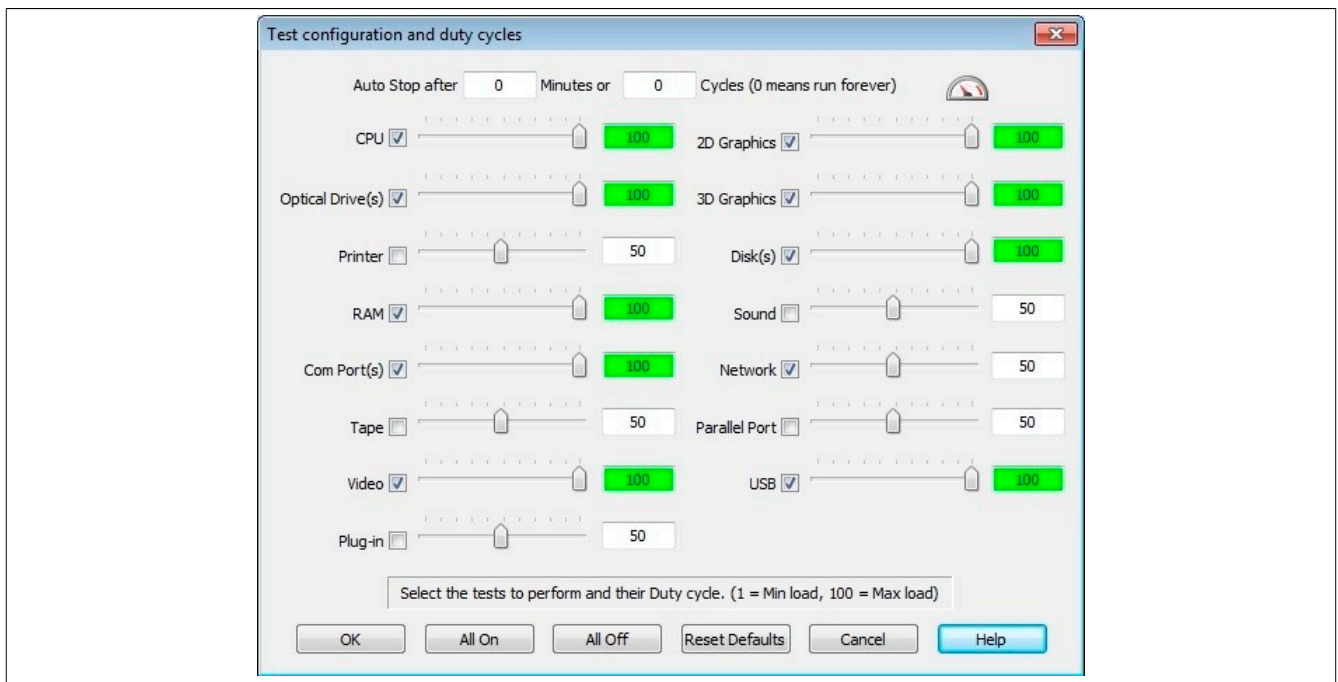 Test configuration and duty cycles
Auto Stop after 0 Minutes or 0 Cycles (0 means run forever)
CPU 100 2D Graphics 100
Optical Drive(s) 100 3D Graphics 100
Printer 50 Disk(s) 100
RAM 100 Sound 50
Com Port(s) 100 Network 50
Tape 50 Parallel Port 50
Video 100 USB 100
Plug-in 50
Select the tests to perform and their Duty cycle. (1 = Min load, 100 = Max load)
OK All On All Off Reset Defaults Cancel Help